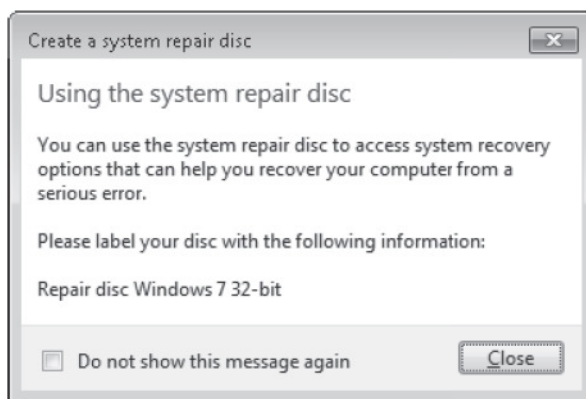 Create a system repair disc
Using the system repair disc
You can use the system repair disc to access system recovery
options that can help you recover your computer from a
serious error.
Please label your disc with the following information:
Repair disc Windows 7 32-bit
Do not show this message again
Close